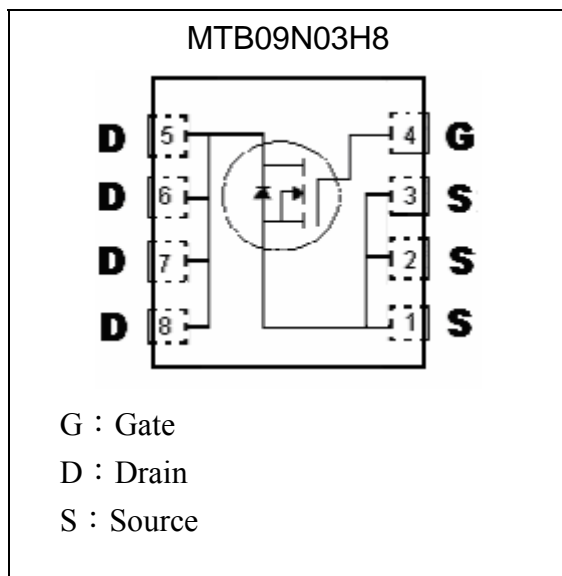 MTB09N03H8
D 5 4 G
D 6 3 S
D 7 2 S
D 8 1 S
G：Gate
D：Drain
S：Source